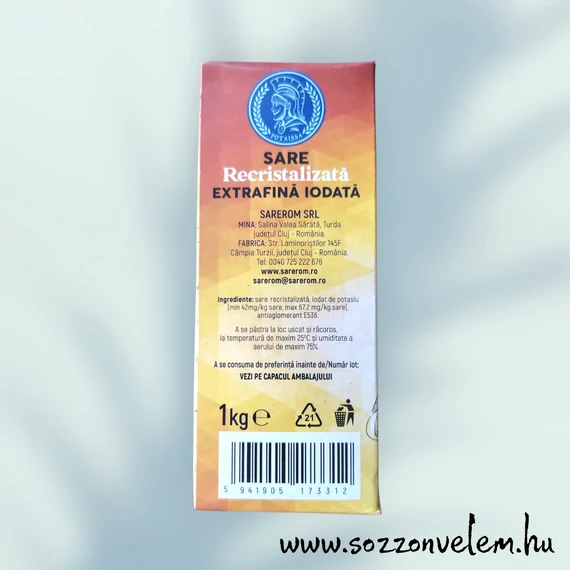 POTAISSA
SARE
Recristalizată
EXTRAFINĂ IODATĂ
SAREROM SRL
MINA: Salina Valea Sărată, Turda
județul Cluj - România.
FABRICA: Str. Laminoriștilor 145F
Câmpia Turzii, județul Cluj - România.
Tel: 0040 725 222 676
www.sarerom.ro
sarerom@sarerom.ro
Ingrediente: sare recristalizată, iodat de potasiu
(min 42mg/kg sare, max 67.2 mg/kg sare),
antiaglomerant E536.
A se păstra la loc uscat și răcoros,
la temperatură de maxim 25°C și umiditate a
aerului de maxim 75%.
A se consuma de preferință înainte de/Număr lot:
VEZI PE CAPACUL AMBALAJULUI
1kg e
21
5 941905 173312
www.sozzonvelem.hu